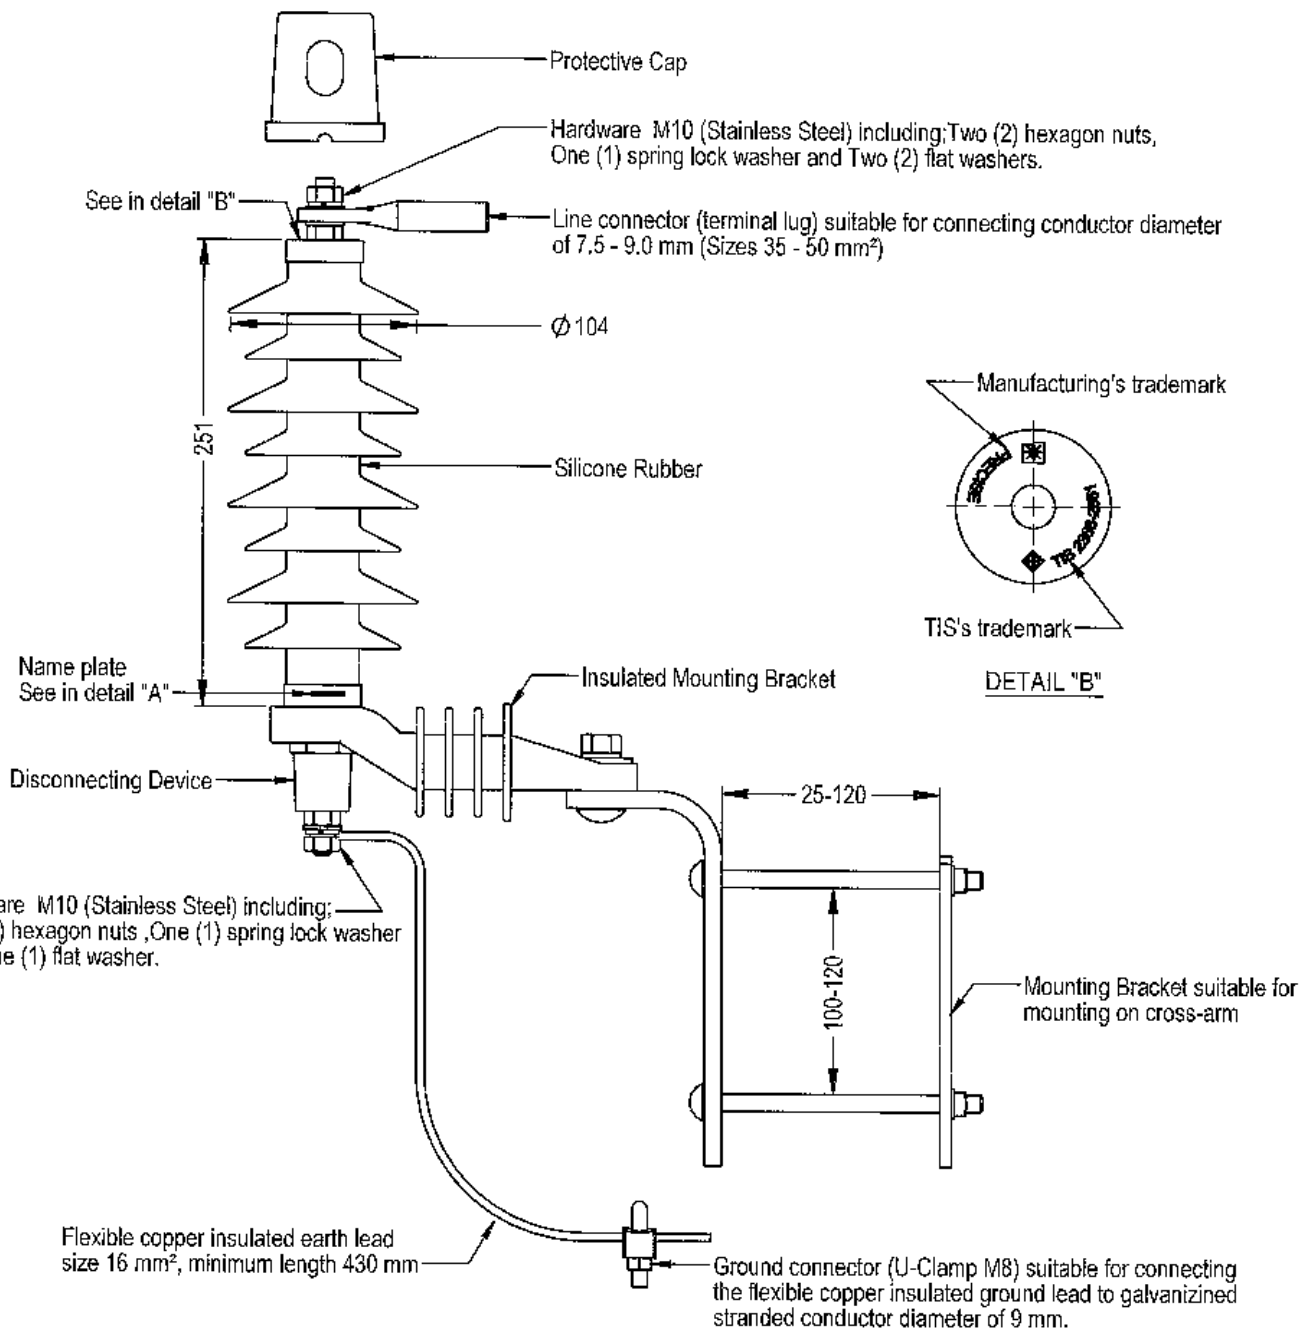 Protective Cap
Hardware M10 (Stainless Steel) including;Two (2) hexagon nuts,
One (1) spring lock washer and Two (2) flat washers.
See in detail "B"
Line connector (terminal lug) suitable for connecting conductor diameter
of 7.5 - 9.0 mm (Sizes 35 - 50 mm²)
Ø 104
251
Silicone Rubber
Manufacturing's trademark
PRECISE
TIS
TIS's trademark
DETAIL "B"
Name plate
See in detail "A"
Insulated Mounting Bracket
Disconnecting Device
25-120
are M10 (Stainless Steel) including;
) hexagon nuts ,One (1) spring lock washer
e (1) flat washer.
100-120
Mounting Bracket suitable for
mounting on cross-arm
Flexible copper insulated earth lead
size 16 mm², minimum length 430 mm
Ground connector (U-Clamp M8) suitable for connecting
the flexible copper insulated ground lead to galvanizined
stranded conductor diameter of 9 mm.